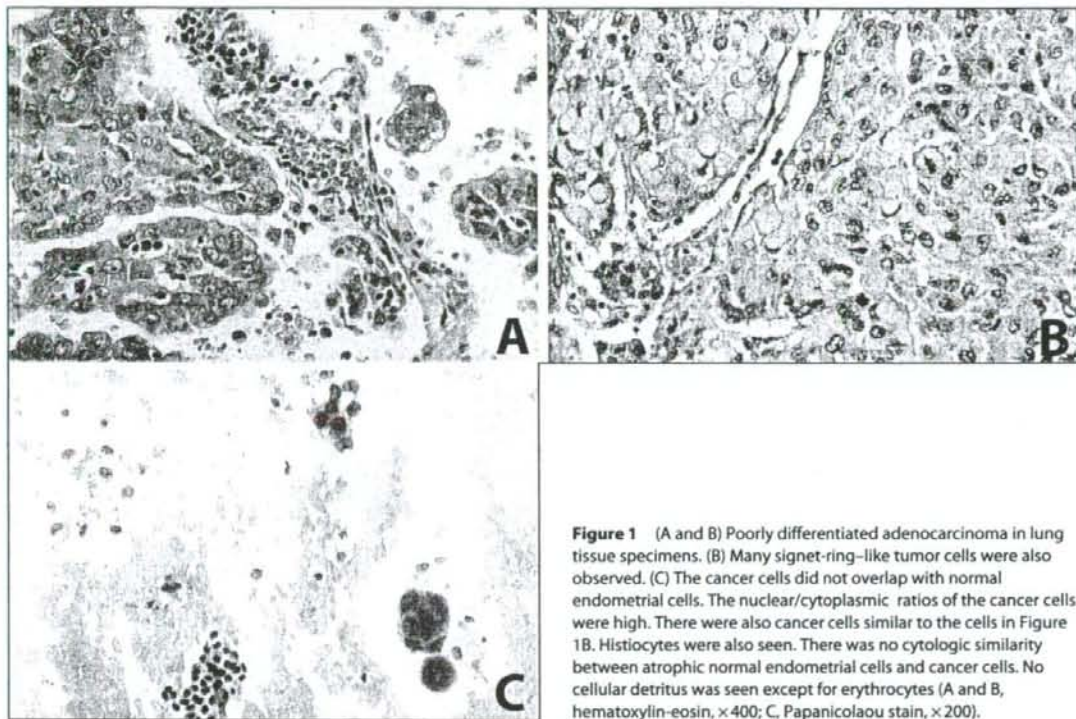 A
B
C
Figure 1 (A and B) Poorly differentiated adenocarcinoma in lung
tissue specimens. (B) Many signet-ring–like tumor cells were also
observed. (C) The cancer cells did not overlap with normal
endometrial cells. The nuclear/cytoplasmic ratios of the cancer cells
were high. There were also cancer cells similar to the cells in Figure
1B. Histiocytes were also seen. There was no cytologic similarity
between atrophic normal endometrial cells and cancer cells. No
cellular detritus was seen except for erythrocytes (A and B,
hematoxylin-eosin, ×400; C, Papanicolaou stain, ×200).